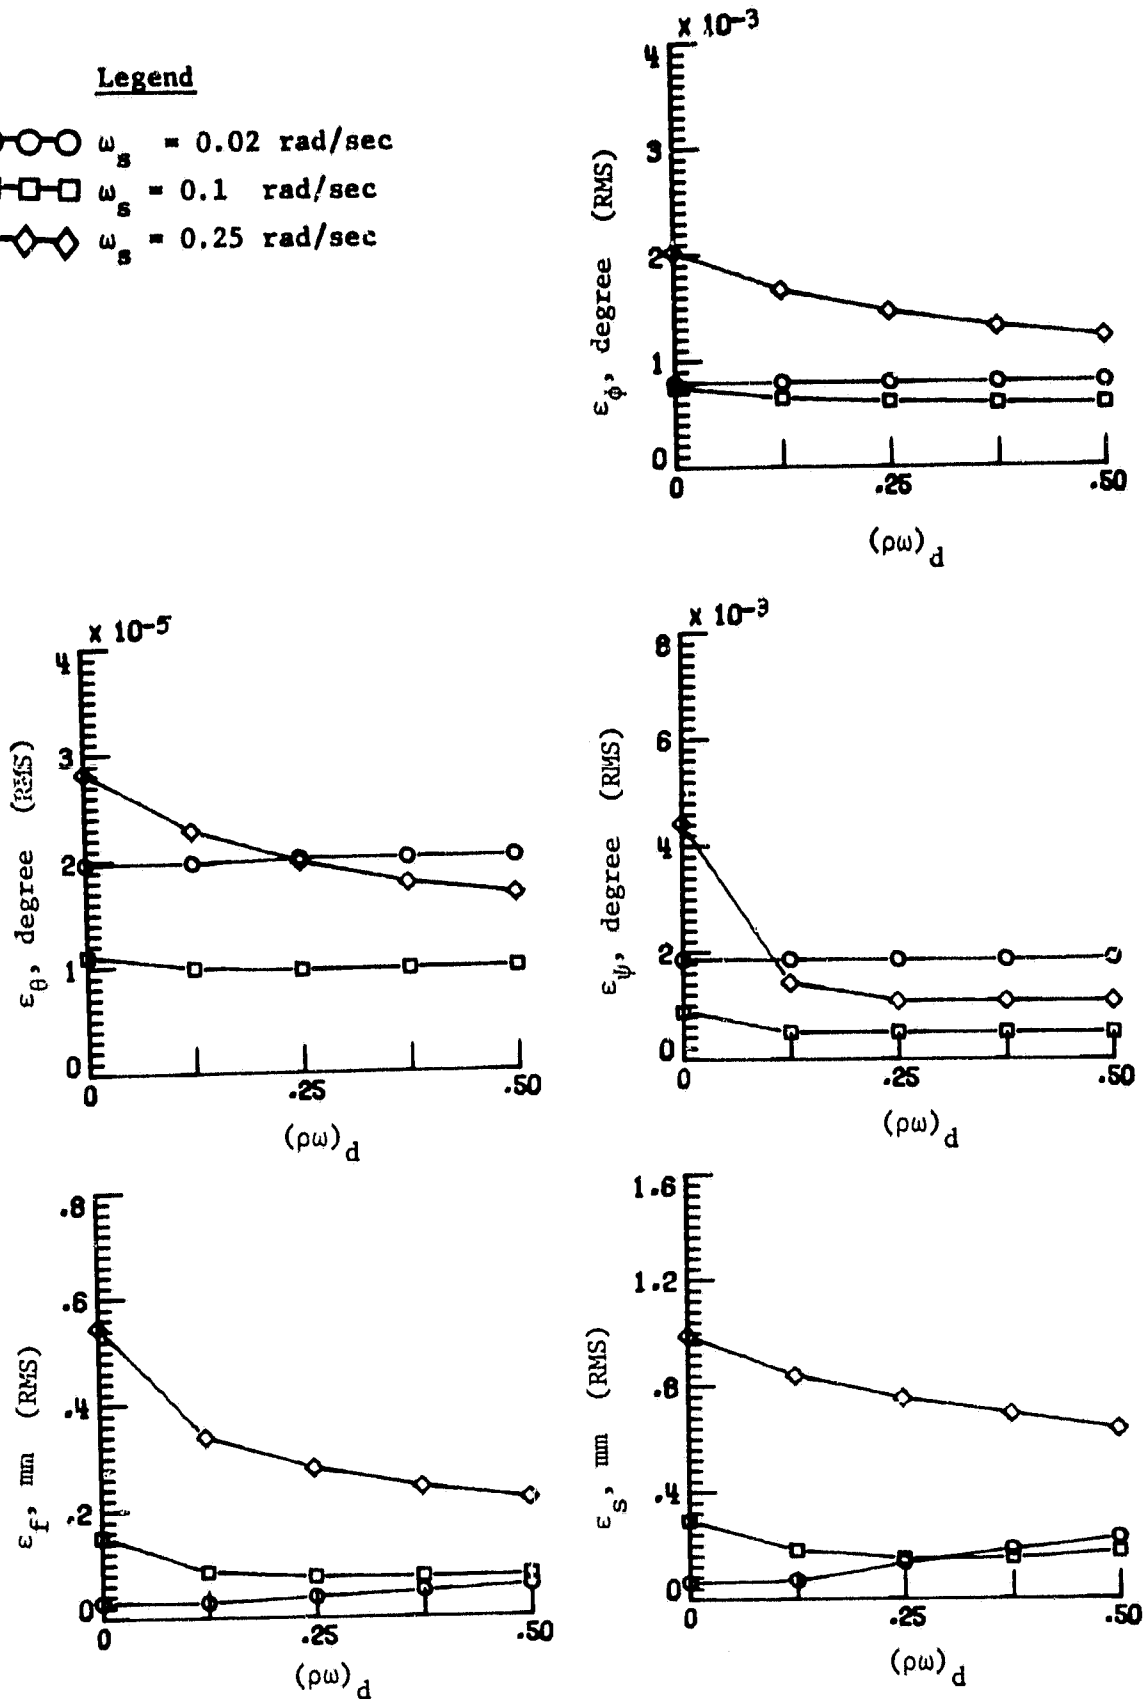 Legend
ω_s = 0.02 rad/sec
ω_s = 0.1 rad/sec
ω_s = 0.25 rad/sec
x 10⁻³
4
3
2
1
0
ε_ϕ, degree (RMS)
0 .25 .50
(ρω)_d
x 10⁻⁵
4
3
2
1
0
ε_θ, degree (RMS)
0 .25 .50
(ρω)_d
x 10⁻³
8
6
4
2
0
ε_ψ, degree (RMS)
0 .25 .50
(ρω)_d
.8
.6
.4
.2
0
ε_f, mm (RMS)
0 .25 .50
(ρω)_d
1.6
1.2
.8
.4
0
ε_s, mm (RMS)
0 .25 .50
(ρω)_d